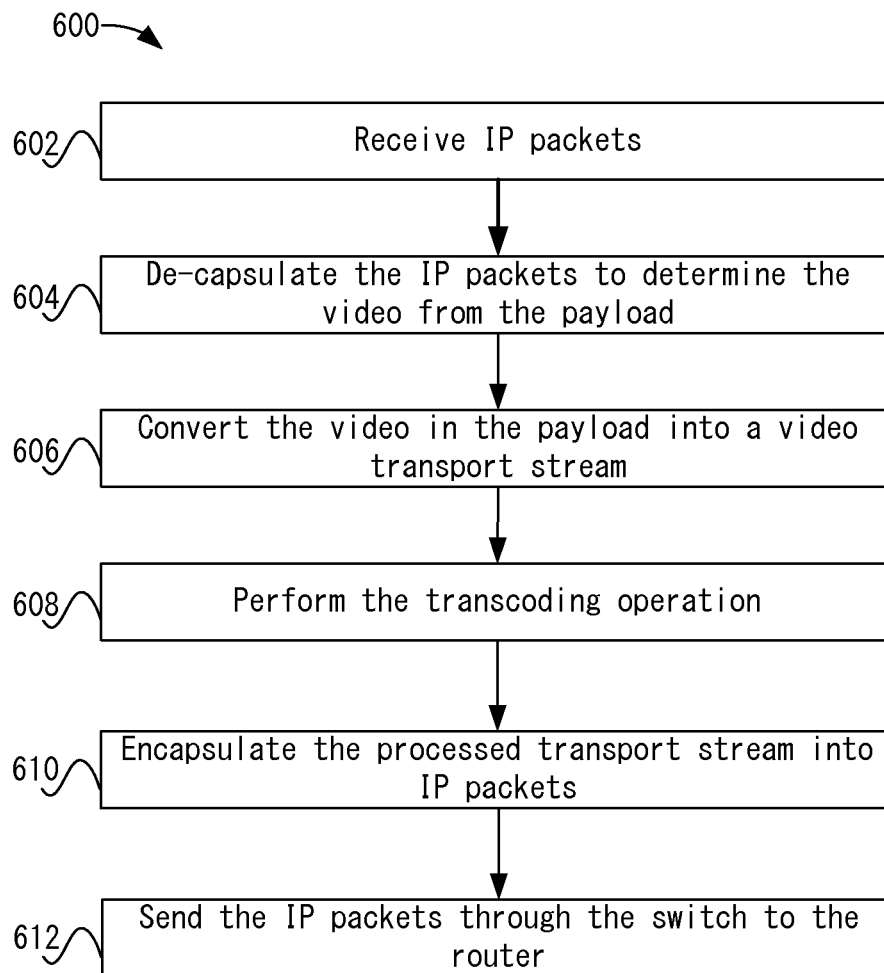 600
602
Receive IP packets
604
De-capsulate the IP packets to determine the
video from the payload
606
Convert the video in the payload into a video
transport stream
608
Perform the transcoding operation
610
Encapsulate the processed transport stream into
IP packets
612
Send the IP packets through the switch to the
router